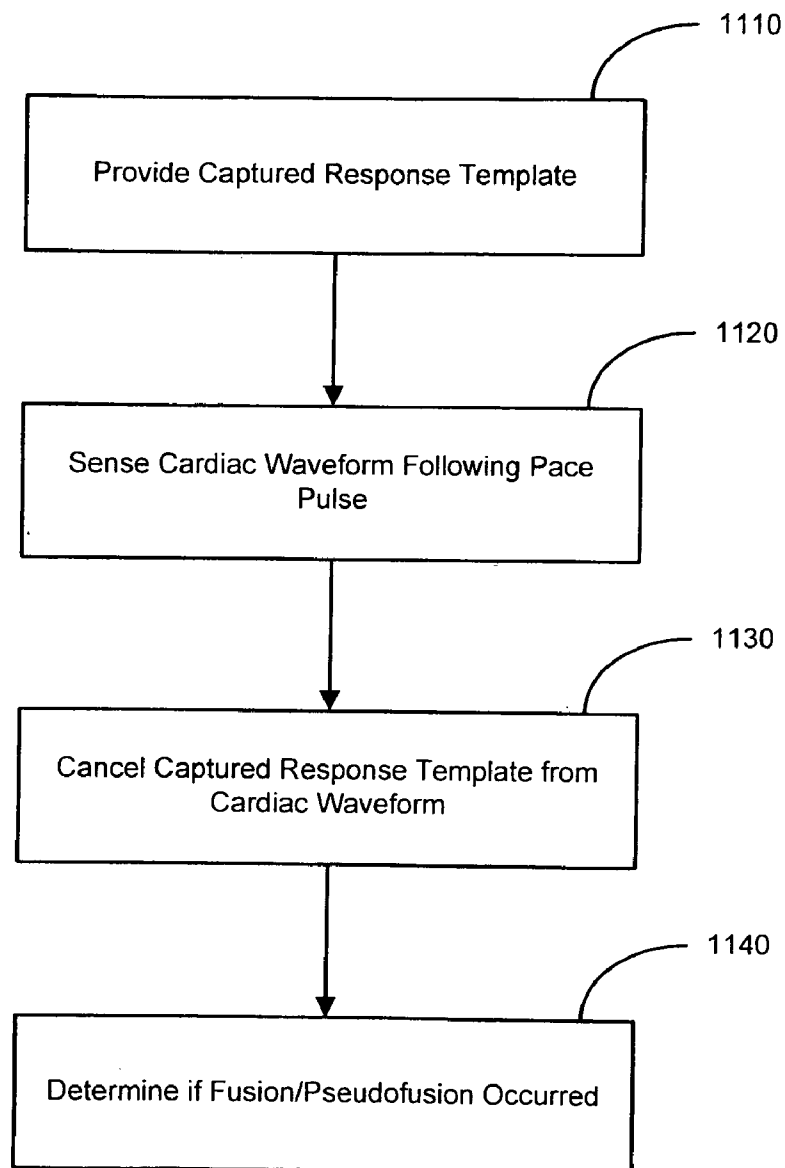 1110
Provide Captured Response Template
1120
Sense Cardiac Waveform Following Pace
Pulse
1130
Cancel Captured Response Template from
Cardiac Waveform
1140
Determine if Fusion/Pseudofusion Occurred